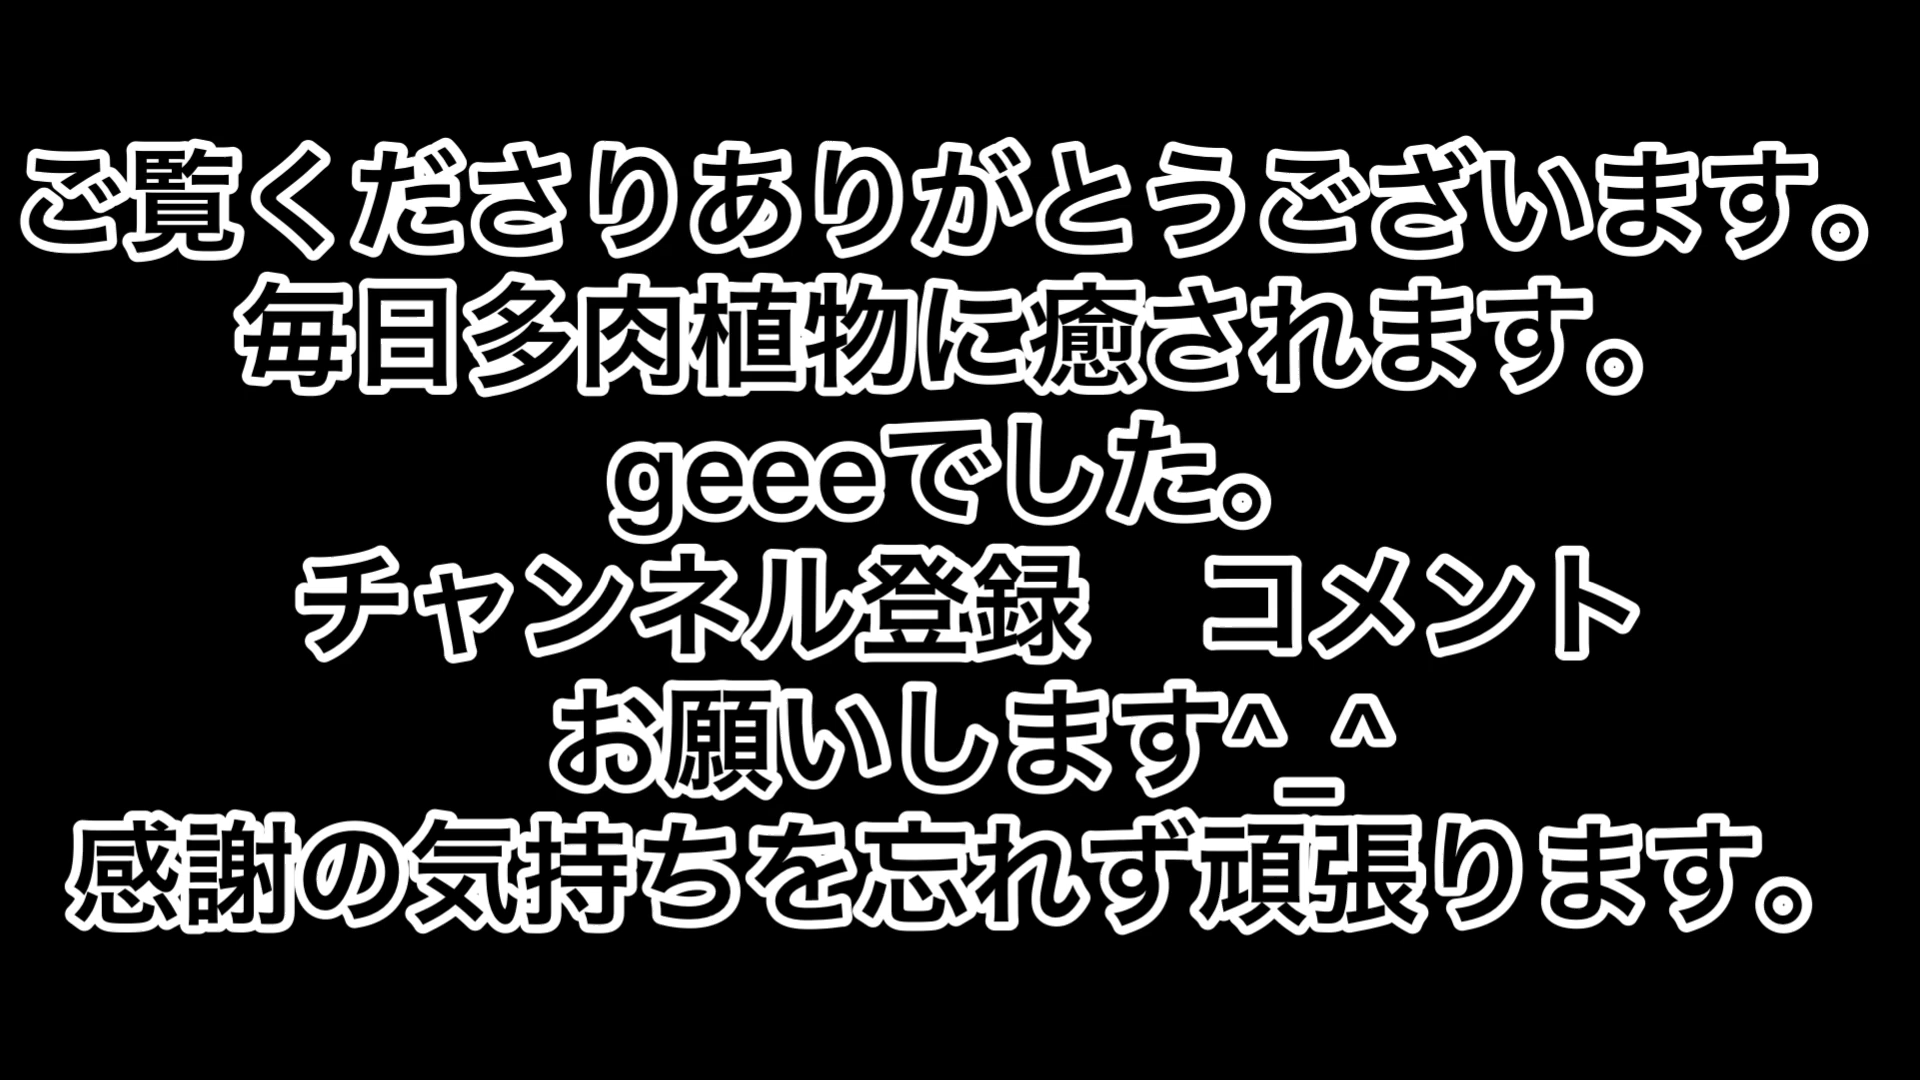 ご覧くださりありがとうございます。
毎日多肉植物に癒されます。
geeeでした。
チャンネル登録　コメント
お願いします^_^
感謝の気持ちを忘れず頑張ります。